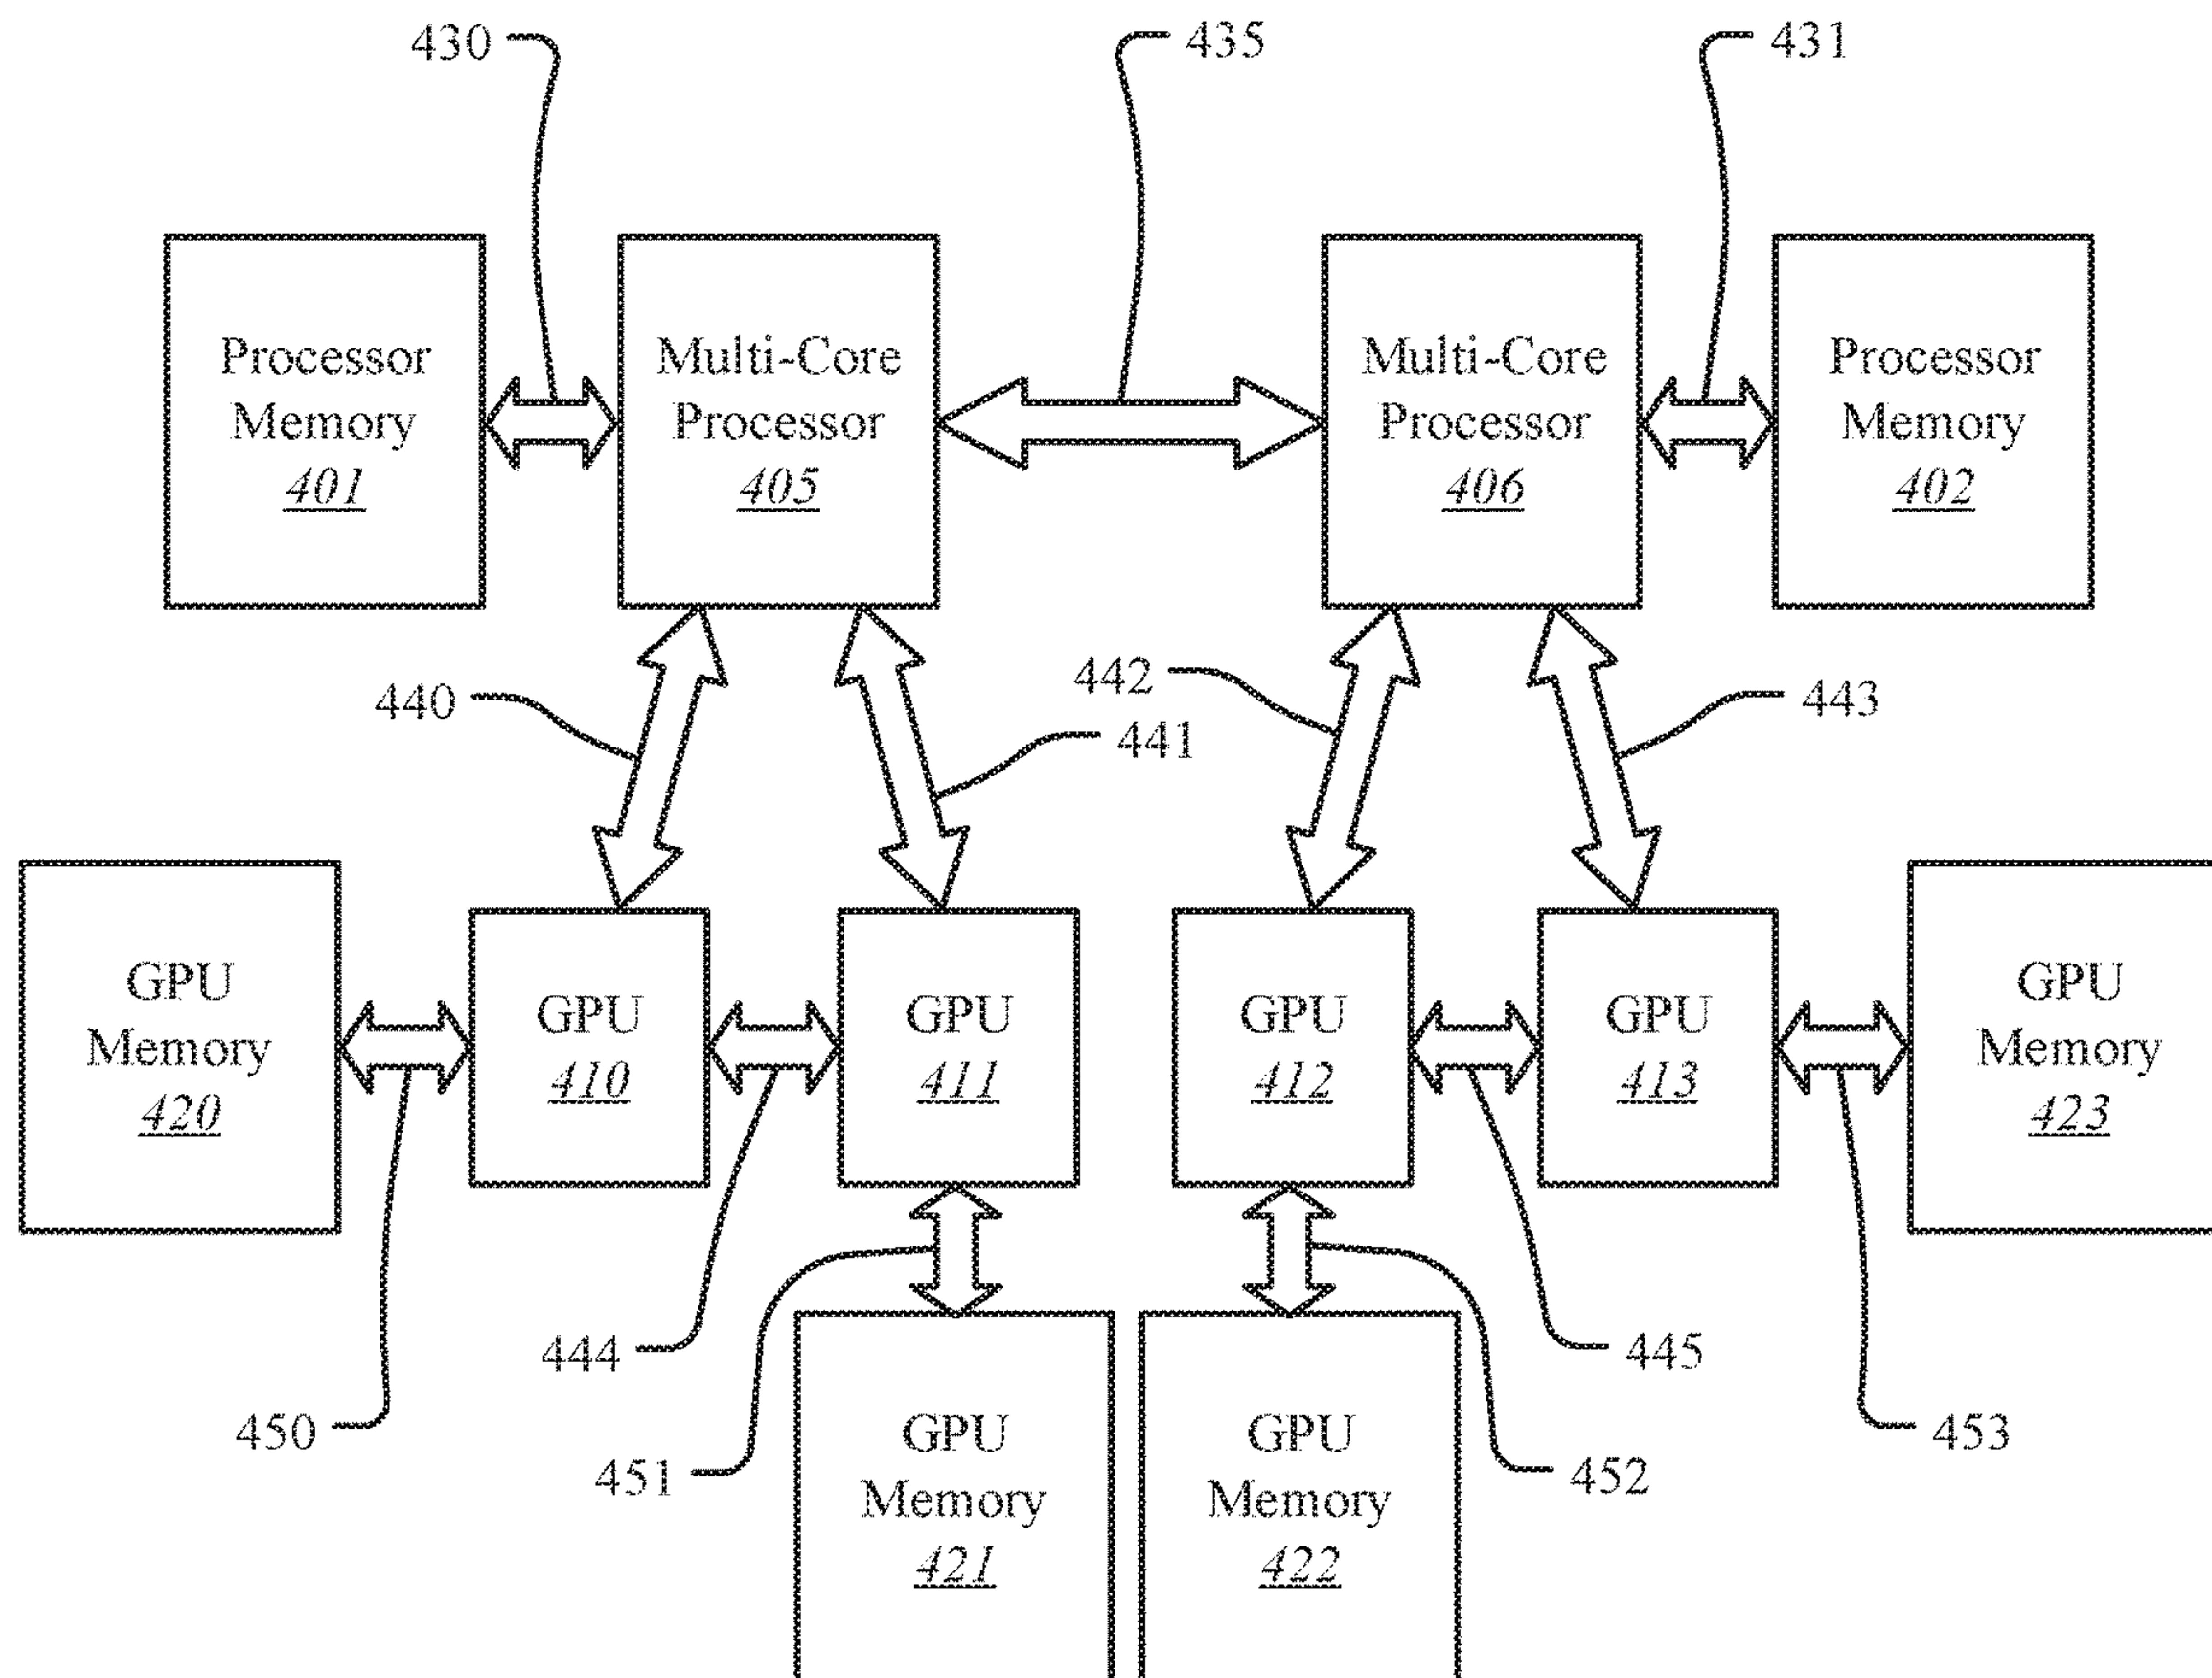 430
435
431
Processor
Memory
401
Multi-Core
Processor
405
Multi-Core
Processor
406
Processor
Memory
402
440
441
442
443
GPU
Memory
420
GPU
410
GPU
411
GPU
412
GPU
413
GPU
Memory
423
444
445
450
451
452
453
GPU
Memory
421
GPU
Memory
422